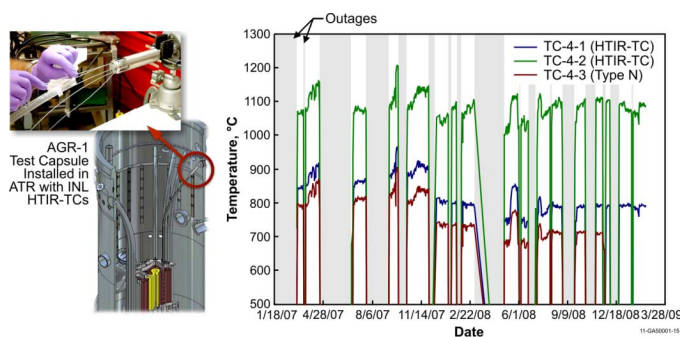 Outages
AGR-1
Test Capsule
Installed in
ATR with INL
HTIR-TCs
Temperature, °C
1300
1200
1100
1000
900
800
700
600
500
TC-4-1 (HTIR-TC)
TC-4-2 (HTIR-TC)
TC-4-3 (Type N)
1/18/07 4/28/07 8/6/07 11/14/07 2/22/08 6/1/08 9/9/08 12/18/08 3/28/09
Date
11-GA50001-15